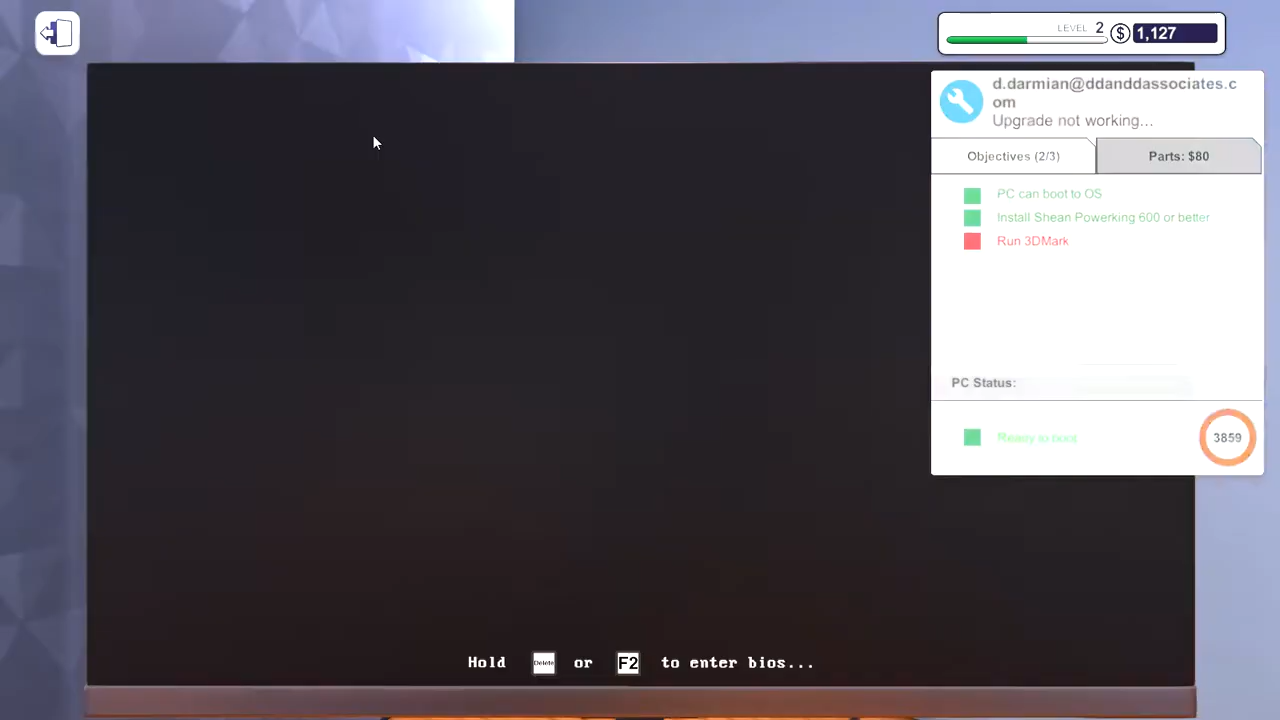 LEVEL 2
$ 1,127
d.darmian@ddanddassociates.c
om
Upgrade not working...
Objectives (2/3)
Parts: $80
PC can boot to OS
Install Shean Powerking 600 or better
Run 3DMark
PC Status:
Ready to boot
3859
Hold Delete or F2 to enter bios...